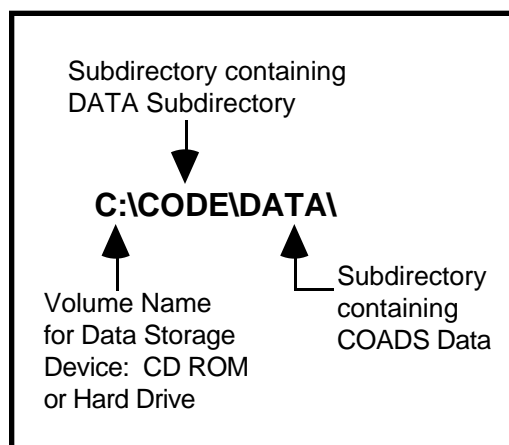 Subdirectory containing
DATA Subdirectory
C:\CODE\DATA\
Volume Name
for Data Storage
Device: CD ROM
or Hard Drive
Subdirectory
containing
COADS Data